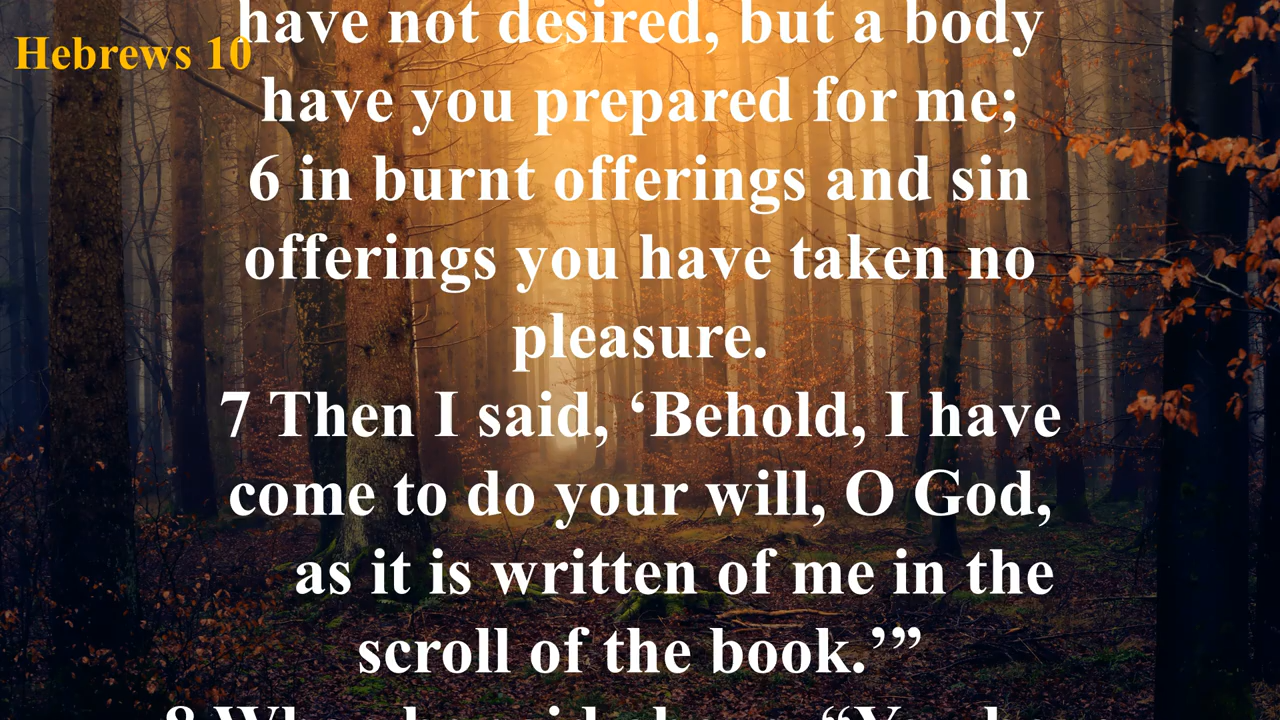 have not desired, but a body
Hebrews 10
have you prepared for me;
6 in burnt offerings and sin
offerings you have taken no
pleasure.
7 Then I said, ‘Behold, I have
come to do your will, O God,
as it is written of me in the
scroll of the book.’”